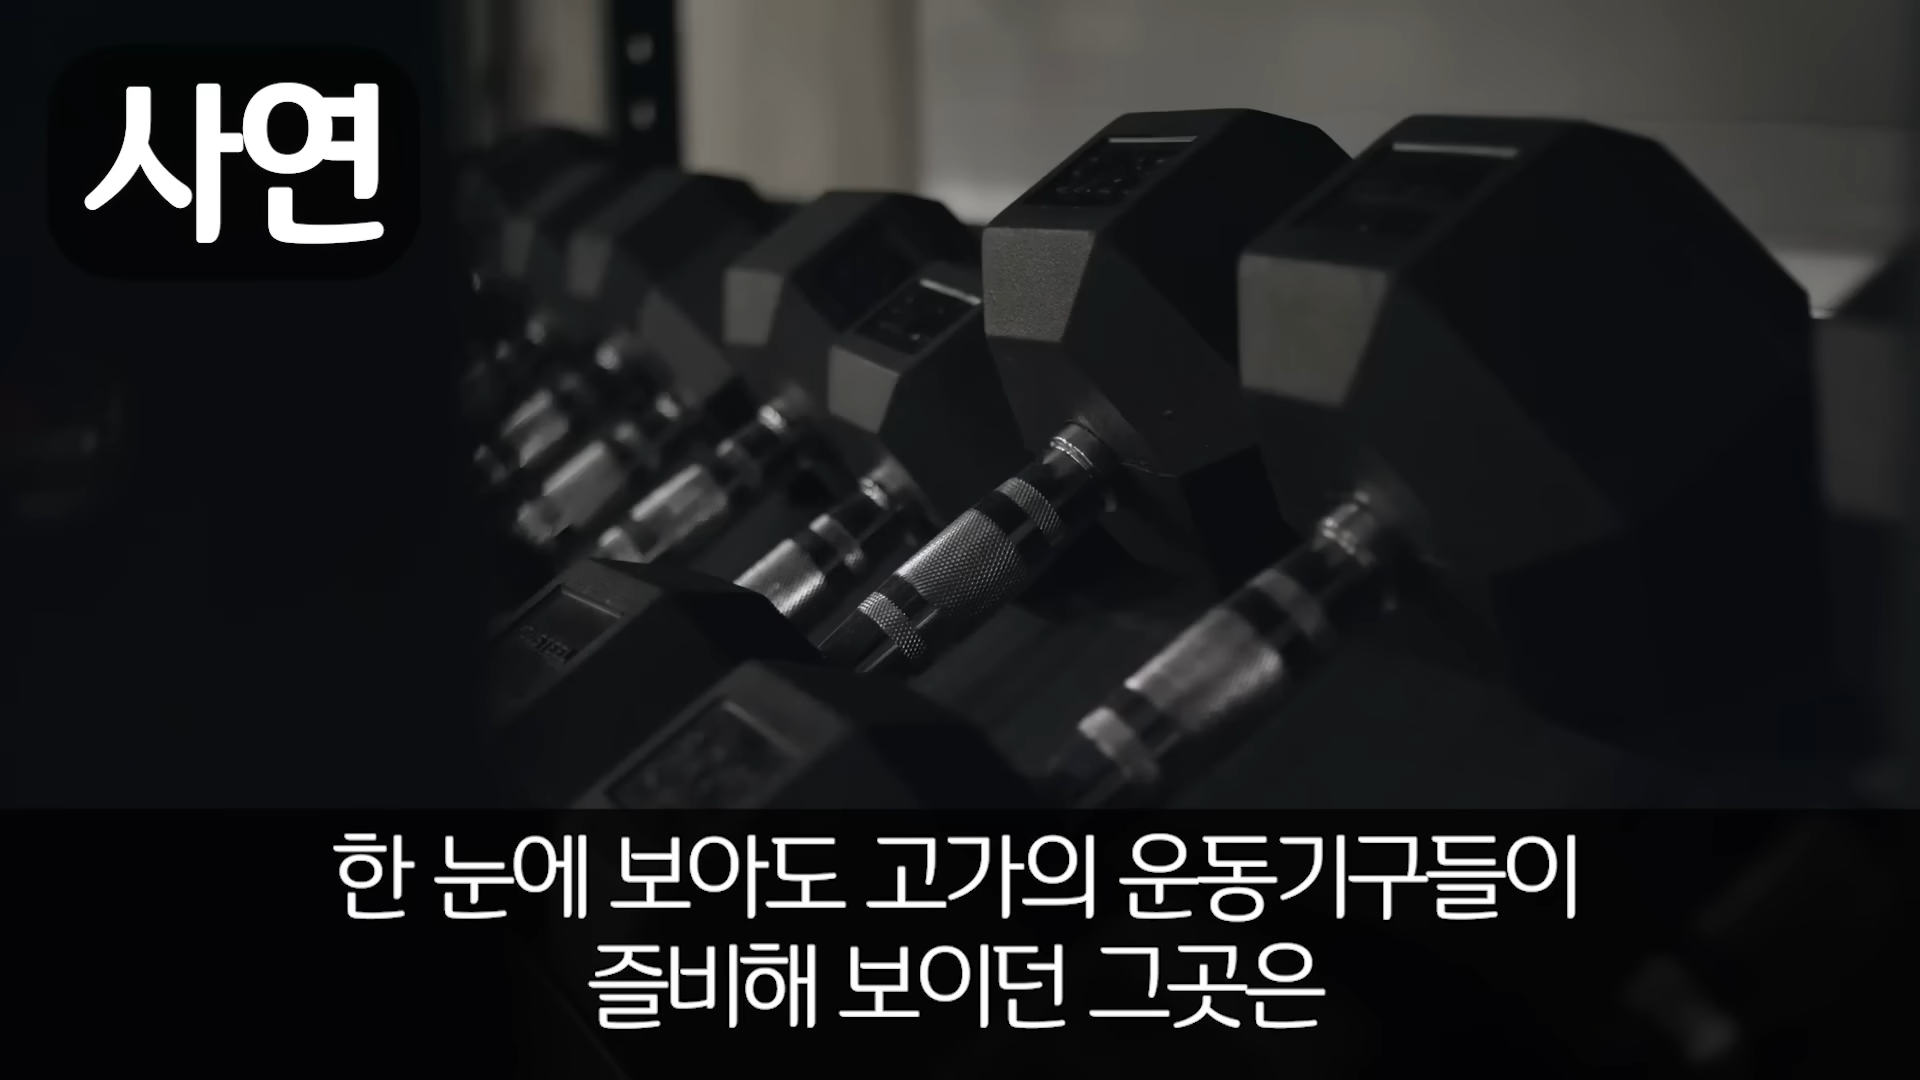 사연
한 눈에 보아도 고가의 운동기구들이
즐비해 보이던 그곳은